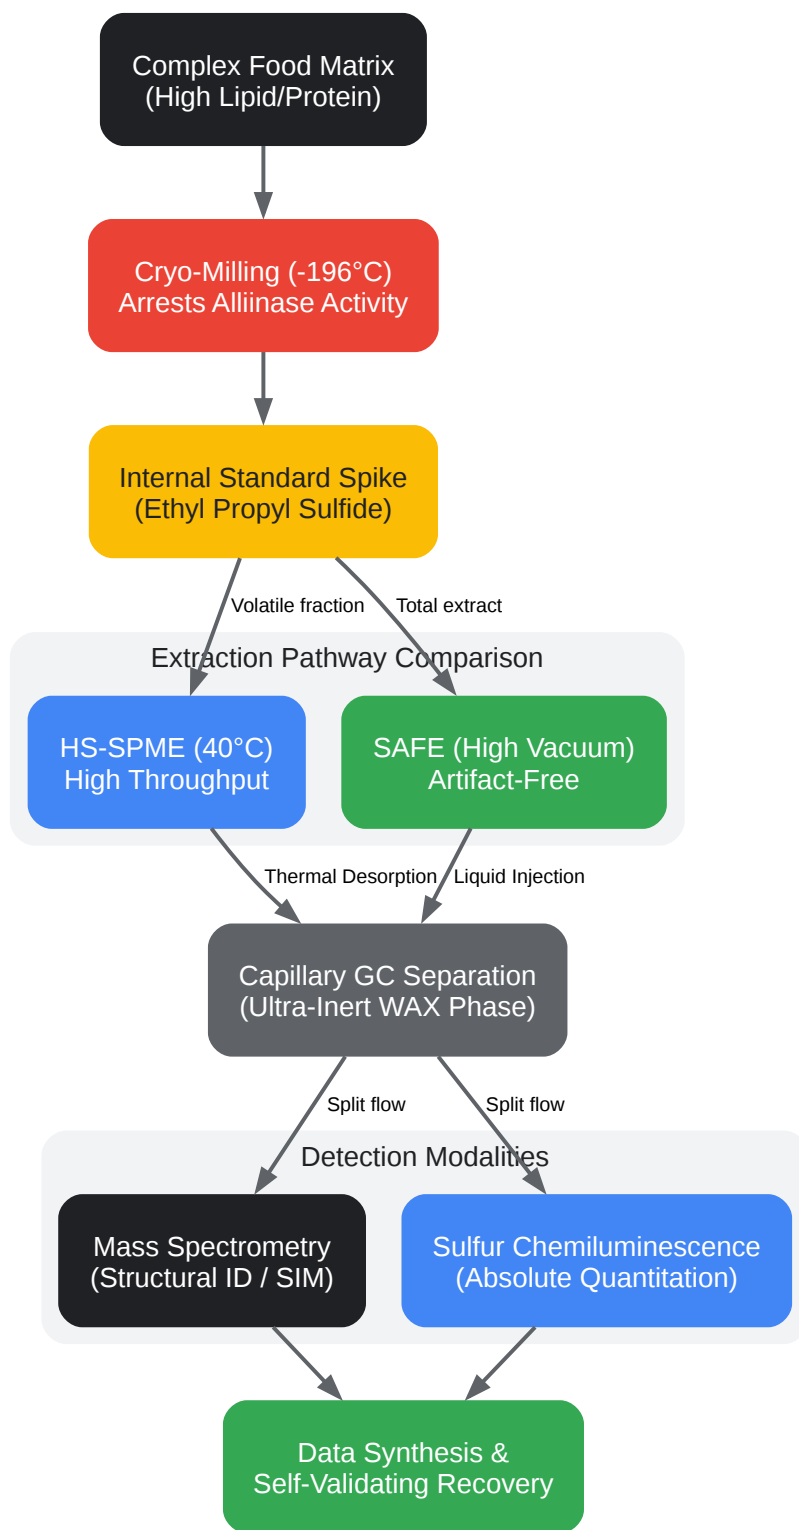 Complex Food Matrix
(High Lipid/Protein)
Cryo-Milling (-196°C)
Arrests Alliinase Activity
Internal Standard Spike
(Ethyl Propyl Sulfide)
Volatile fraction
Total extract
Extraction Pathway Comparison
HS-SPME (40°C)
High Throughput
SAFE (High Vacuum)
Artifact-Free
Thermal Desorption
Liquid Injection
Capillary GC Separation
(Ultra-Inert WAX Phase)
Split flow
Split flow
Detection Modalities
Mass Spectrometry
(Structural ID / SIM)
Sulfur Chemiluminescence
(Absolute Quantitation)
Data Synthesis &
Self-Validating Recovery